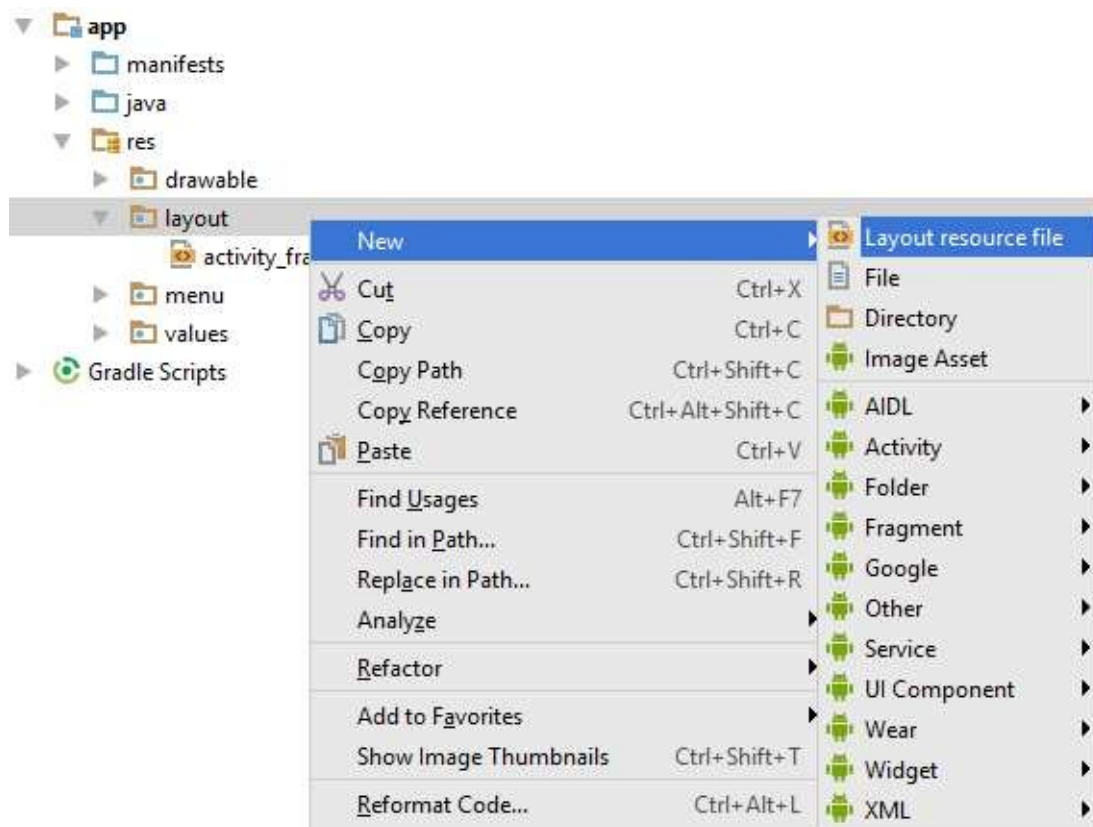 app
manifests
java
res
drawable
layout
activity_fra
menu
values
Gradle Scripts
New
Cut Ctrl+X
Copy Ctrl+C
Copy Path Ctrl+Shift+C
Copy Reference Ctrl+Alt+Shift+C
Paste Ctrl+V
Find Usages Alt+F7
Find in Path... Ctrl+Shift+F
Replace in Path... Ctrl+Shift+R
Analyze
Refactor
Add to Favorites
Show Image Thumbnails Ctrl+Shift+T
Reformat Code... Ctrl+Alt+L
Layout resource file
File
Directory
Image Asset
AIDL
Activity
Folder
Fragment
Google
Other
Service
UI Component
Wear
Widget
XML